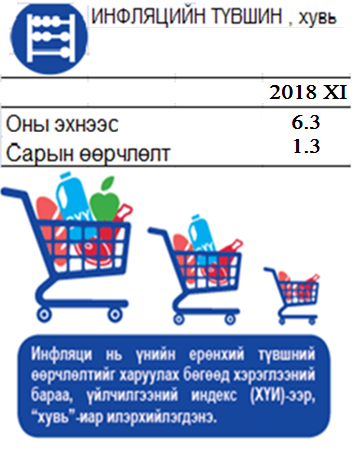 ИНФЛЯЦИЙН ТҮВШИН , хувь
2018 XI
Оны эхнээс 6.3
Сарын өөрчлөлт 1.3
Инфляци нь үнийн ерөнхий түвшний
өөрчлөлтийг харуулах бөгөөд хэрэглээний
бараа, үйлчилгээний индекс (ХҮИ)-ээр,
“хувь”-иар илэрхийлэгдэнэ.